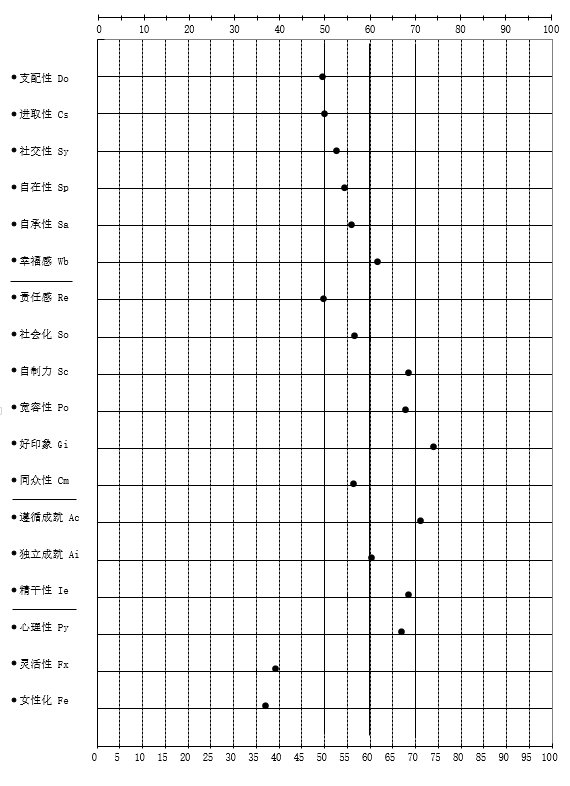 0 10 20 30 40 50 60 70 80 90 100
● 支配性 Do
● 进取性 Cs
● 社交性 Sy
● 自在性 Sp
● 自承性 Sa
● 幸福感 Wb
● 责任感 Re
● 社会化 So
● 自制力 Sc
● 宽容性 Po
● 好印象 Gi
● 同众性 Cm
● 遵循成就 Ac
● 独立成就 Ai
● 精干性 Ie
● 心理性 Py
● 灵活性 Fx
● 女性化 Fe
0 5 10 15 20 25 30 35 40 45 50 55 60 65 70 75 80 85 90 95 100